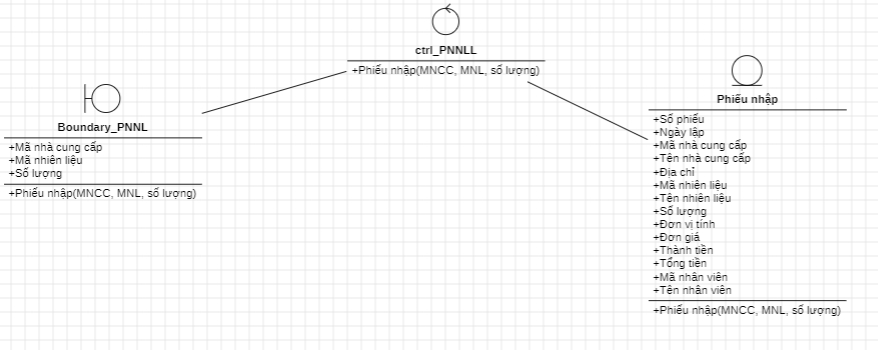 ctrl_PNNLL
+Phiếu nhập(MNCC, MNL, số lượng)
Boundary_PNNL
+Mã nhà cung cấp
+Mã nhiên liệu
+Số lượng
+Phiếu nhập(MNCC, MNL, số lượng)
Phiếu nhập
+Số phiếu
+Ngày lập
+Mã nhà cung cấp
+Tên nhà cung cấp
+Địa chỉ
+Mã nhiên liệu
+Tên nhiên liệu
+Số lượng
+Đơn vị tính
+Đơn giá
+Thành tiền
+Tổng tiền
+Mã nhân viên
+Tên nhân viên
+Phiếu nhập(MNCC, MNL, số lượng)